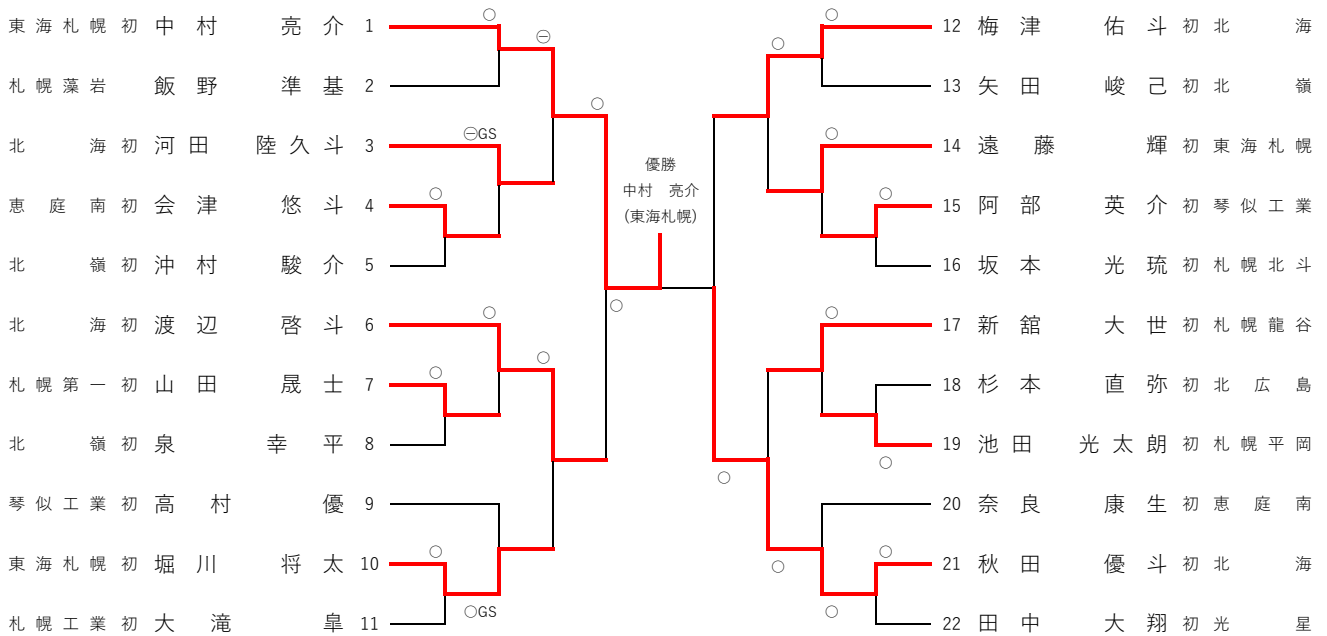 東海札幌 初 中村 亮介 1
札幌藻岩 飯野 準基 2
北海 初 河田 陸久斗 3
恵庭南 初 会津 悠斗 4
北嶺 初 沖村 駿介 5
北海 初 渡辺 啓斗 6
札幌第一 初 山田 晟士 7
北嶺 初 泉 幸平 8
琴似工業 初 高村 優 9
東海札幌 初 堀川 将太 10
札幌工業 初 大滝 皐 11
○
㊀
○
㊀GS
○
○
○
○
○
○GS
○
優勝
中村 亮介
(東海札幌)
○
○
○
○
○
○
○
○
○
○
12 梅津 佑斗 初 北海
13 矢田 峻己 初 北嶺
14 遠藤 輝 初 東海札幌
15 阿部 英介 初 琴似工業
16 坂本 光琉 初 札幌北斗
17 新舘 大世 初 札幌龍谷
18 杉本 直弥 初 北広島
19 池田 光太朗 初 札幌平岡
20 奈良 康生 初 恵庭南
21 秋田 優斗 初 北海
22 田中 大翔 初 光星